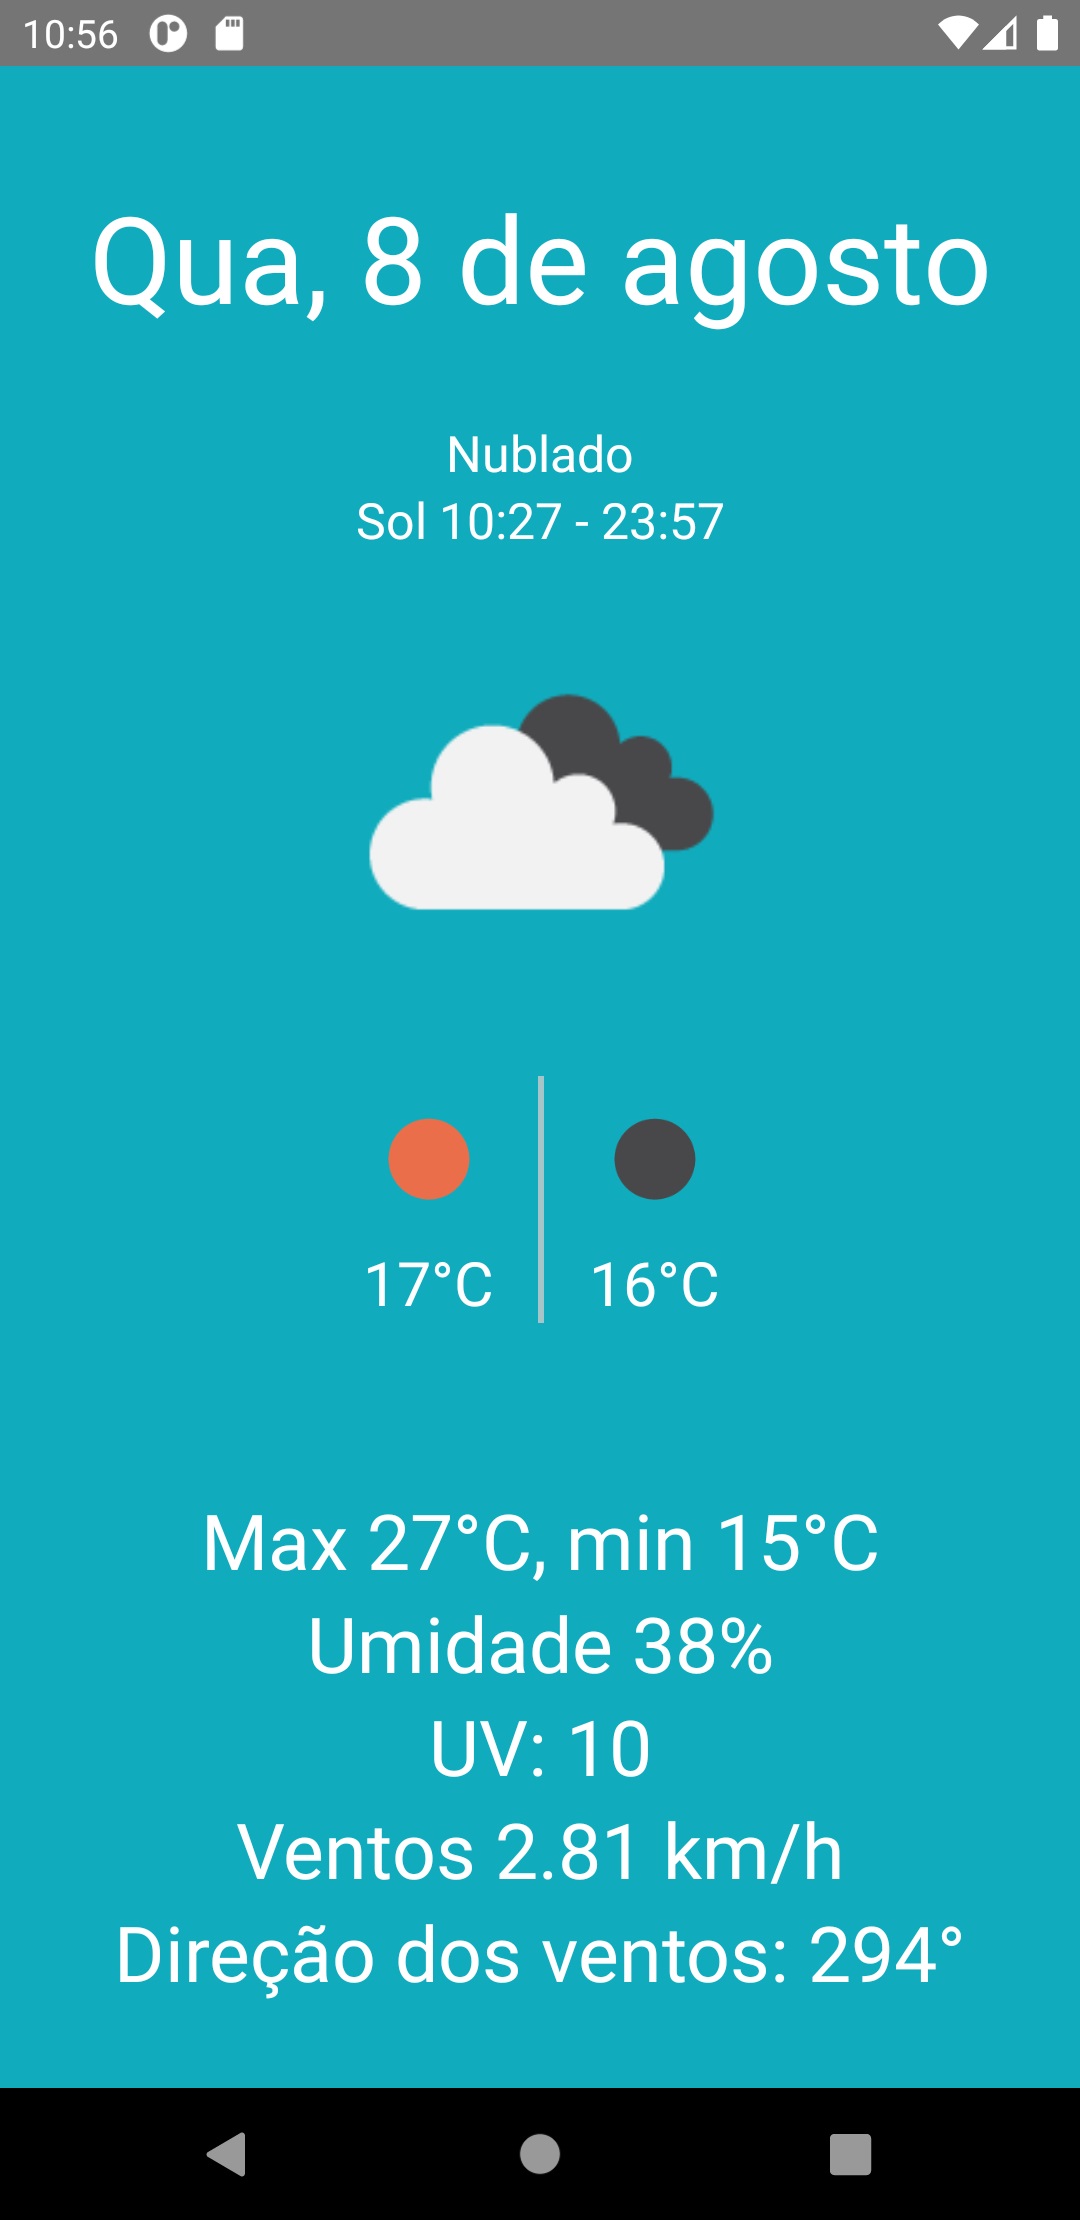 10:56
Qua, 8 de agosto
Nublado
Sol 10:27 - 23:57
17°C 16°C
Max 27°C, min 15°C
Umidade 38%
UV: 10
Ventos 2.81 km/h
Direção dos ventos: 294°